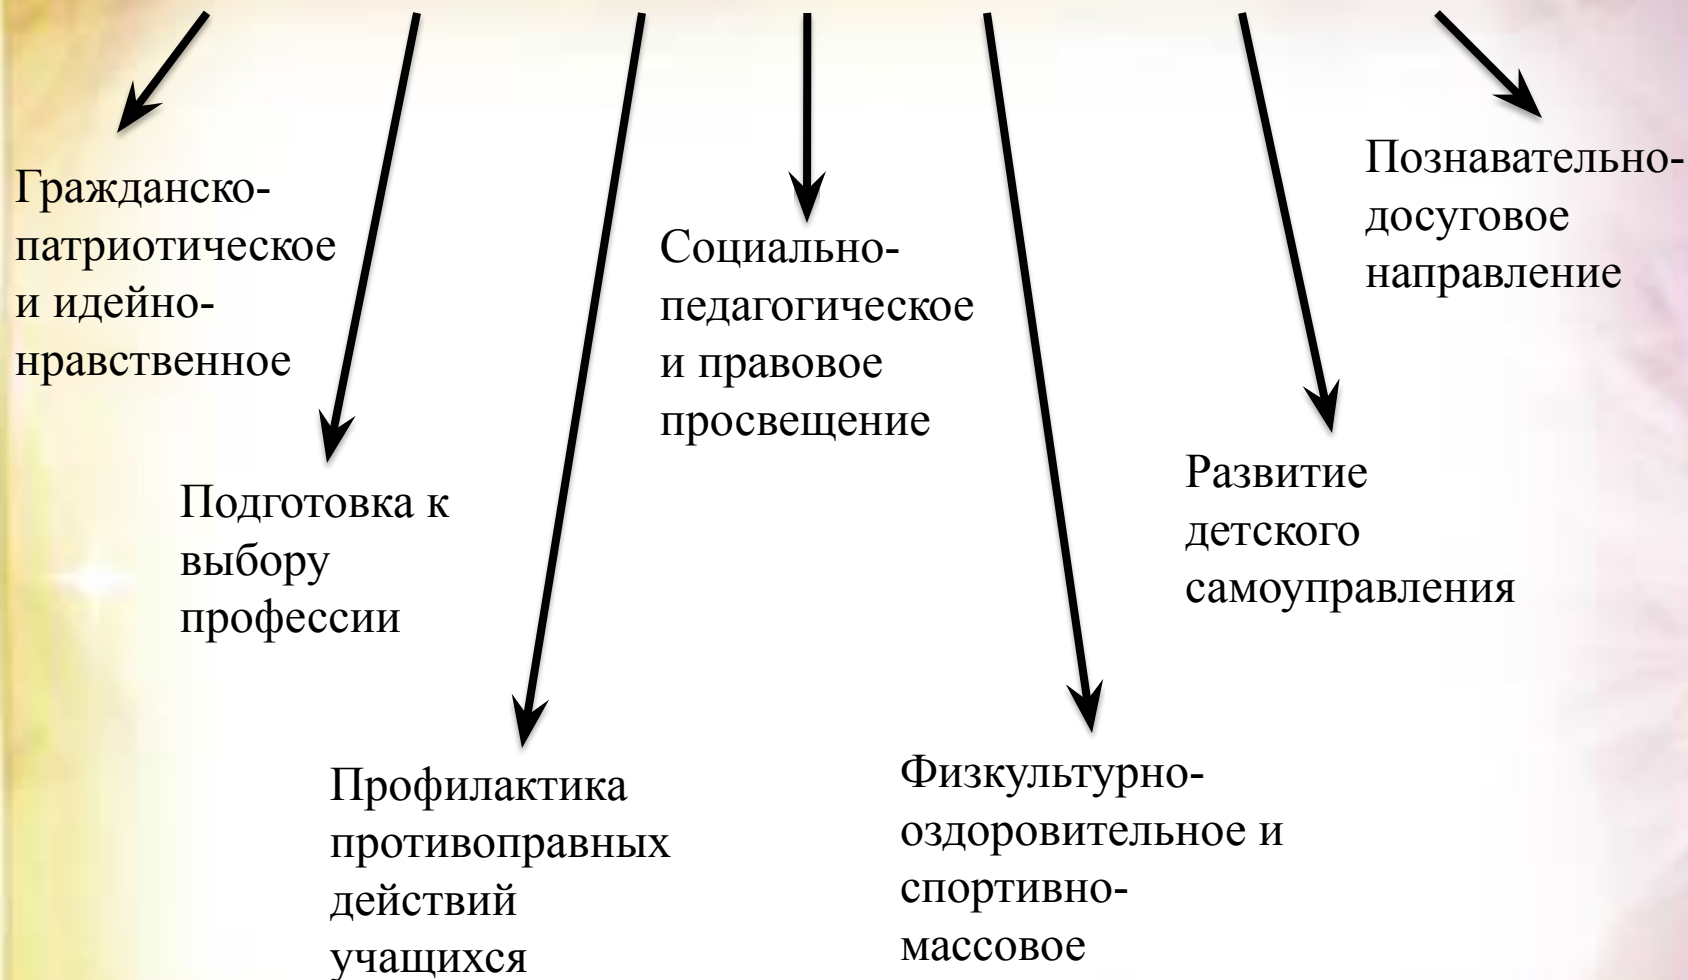 Гражданско-
патриотическое
и идейно-
нравственное
Подготовка к
выбору
профессии
Профилактика
противоправных
действий
учащихся
Социально-
педагогическое
и правовое
просвещение
Физкультурно-
оздоровительное и
спортивно-
массовое
Развитие
детского
самоуправления
Познавательно-
досуговое
направление